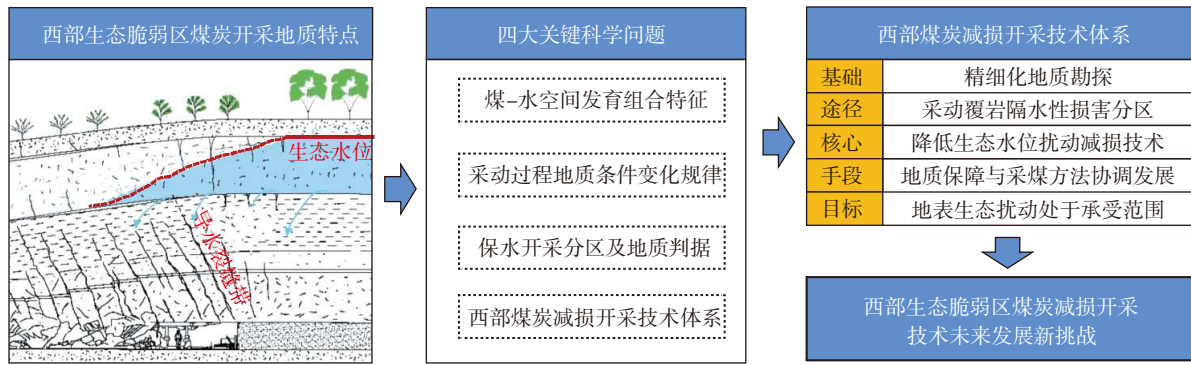 西部生态脆弱区煤炭开采地质特点
生态水位
导水裂缝带
四大关键科学问题
煤-水空间发育组合特征
采动过程地质条件变化规律
保水开采分区及地质判据
西部煤炭减损开采技术体系
西部煤炭减损开采技术体系
基础 精细化地质勘探
途径 采动覆岩隔水性损害分区
核心 降低生态水位扰动减损技术
手段 地质保障与采煤方法协调发展
目标 地表生态扰动处于承受范围
西部生态脆弱区煤炭减损开采
技术未来发展新挑战